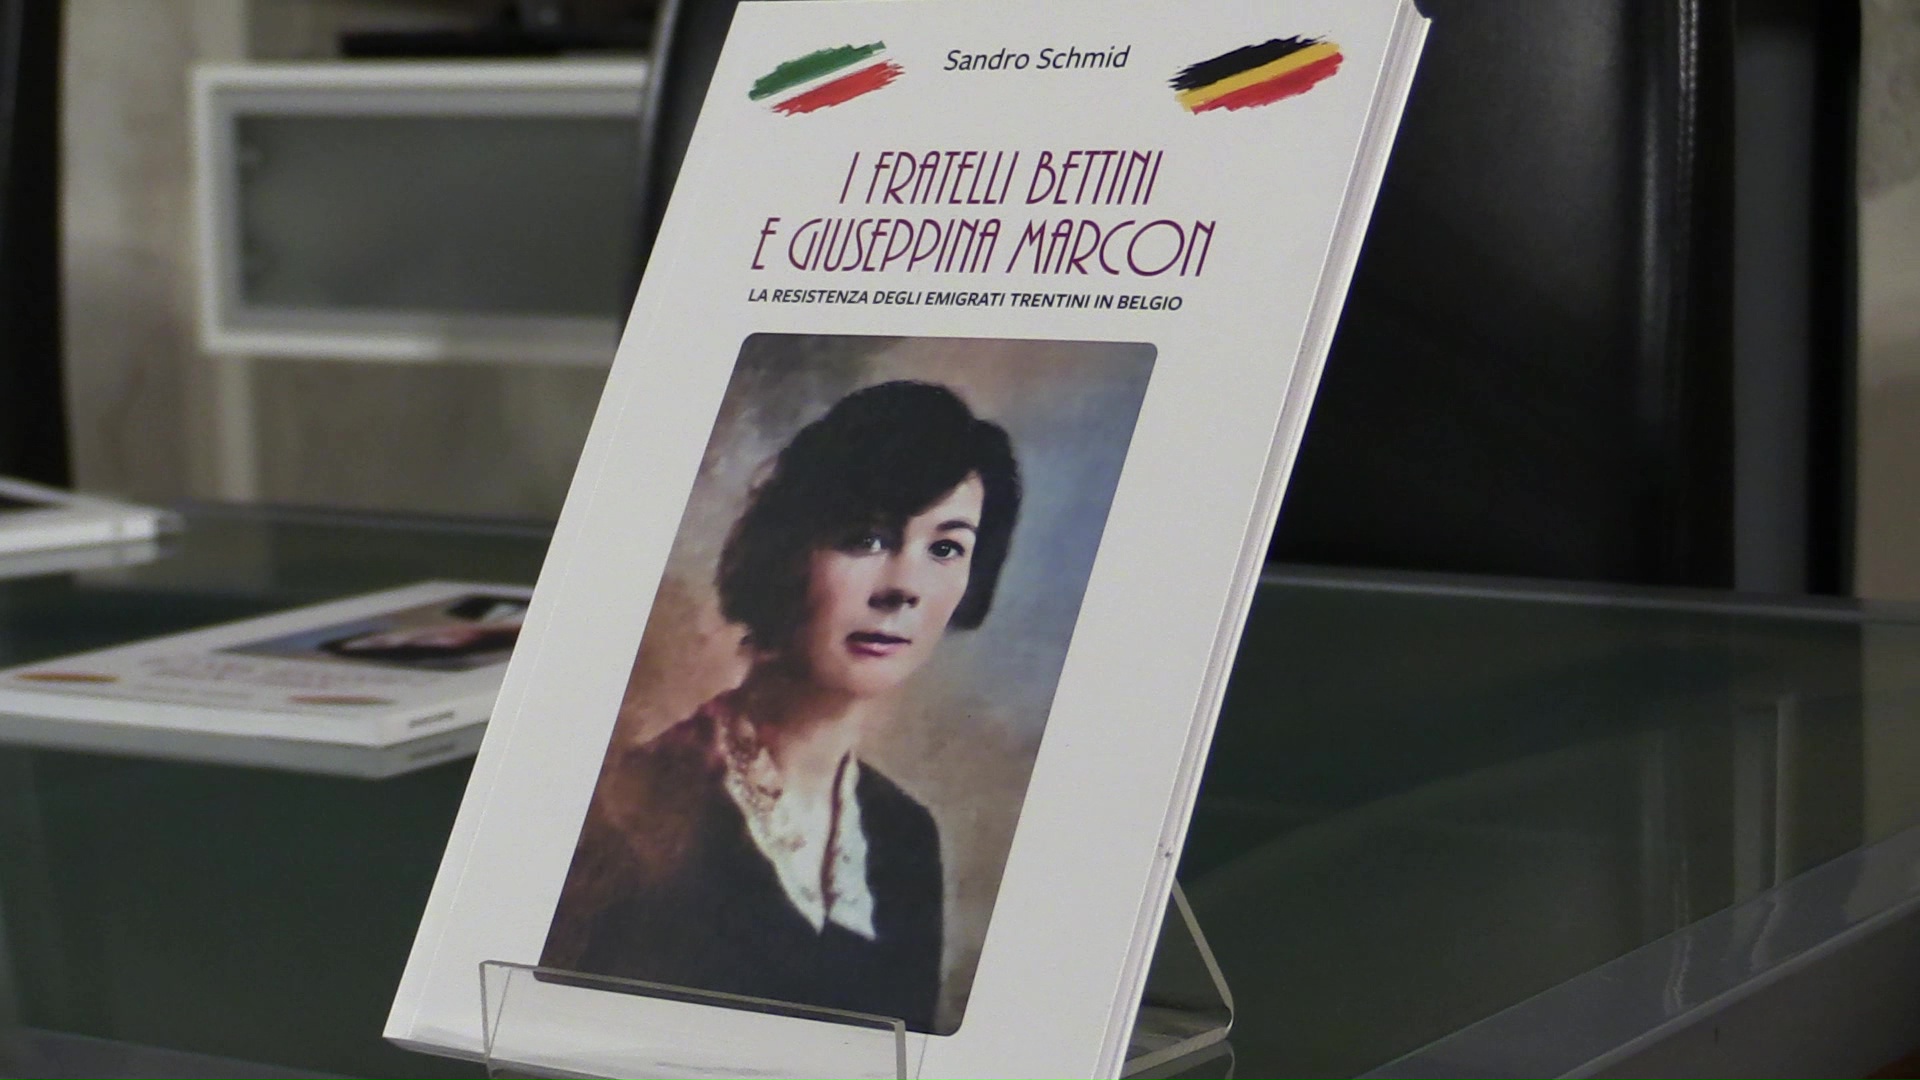 Sandro Schmid
I FRATELLI BETTINI
E GIUSEPPINA MARCON
LA RESISTENZA DEGLI EMIGRATI TRENTINI IN BELGIO